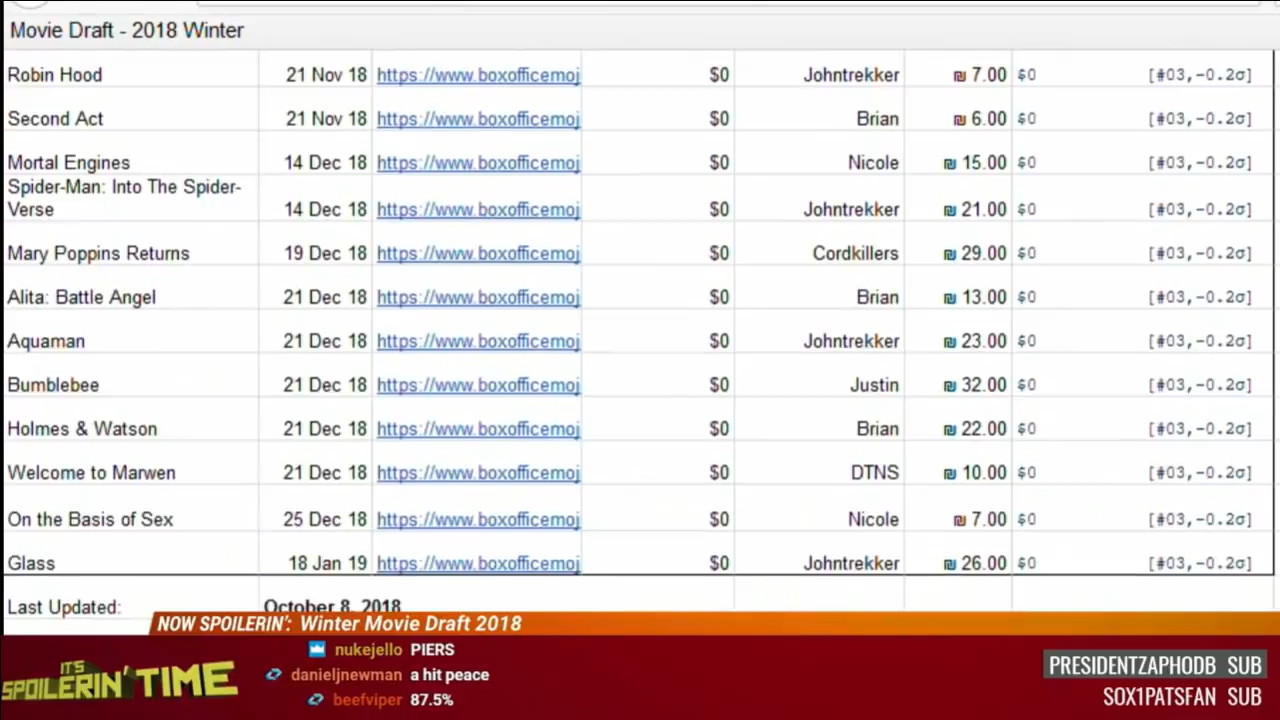 Movie Draft - 2018 Winter
Robin Hood 21 Nov 18 https://www.boxofficemoj $0 Johntrekker ₪ 7.00 $0 [#03,-0.2σ]
Second Act 21 Nov 18 https://www.boxofficemoj $0 Brian ₪ 6.00 $0 [#03,-0.2σ]
Mortal Engines 14 Dec 18 https://www.boxofficemoj $0 Nicole ₪ 15.00 $0 [#03,-0.2σ]
Spider-Man: Into The Spider-
Verse 14 Dec 18 https://www.boxofficemoj $0 Johntrekker ₪ 21.00 $0 [#03,-0.2σ]
Mary Poppins Returns 19 Dec 18 https://www.boxofficemoj $0 Cordkillers ₪ 29.00 $0 [#03,-0.2σ]
Alita: Battle Angel 21 Dec 18 https://www.boxofficemoj $0 Brian ₪ 13.00 $0 [#03,-0.2σ]
Aquaman 21 Dec 18 https://www.boxofficemoj $0 Johntrekker ₪ 23.00 $0 [#03,-0.2σ]
Bumblebee 21 Dec 18 https://www.boxofficemoj $0 Justin ₪ 32.00 $0 [#03,-0.2σ]
Holmes & Watson 21 Dec 18 https://www.boxofficemoj $0 Brian ₪ 22.00 $0 [#03,-0.2σ]
Welcome to Marwen 21 Dec 18 https://www.boxofficemoj $0 DTNS ₪ 10.00 $0 [#03,-0.2σ]
On the Basis of Sex 25 Dec 18 https://www.boxofficemoj $0 Nicole ₪ 7.00 $0 [#03,-0.2σ]
Glass 18 Jan 19 https://www.boxofficemoj $0 Johntrekker ₪ 26.00 $0 [#03,-0.2σ]
Last Updated: October 8, 2018
NOW SPOILERIN': Winter Movie Draft 2018
IT'S
SPOILERIN' TIME
nukejello PIERS
danieljnewman a hit peace
beefviper 87.5%
PRESIDENTZAPHODB SUB
SOX1PATSFAN SUB